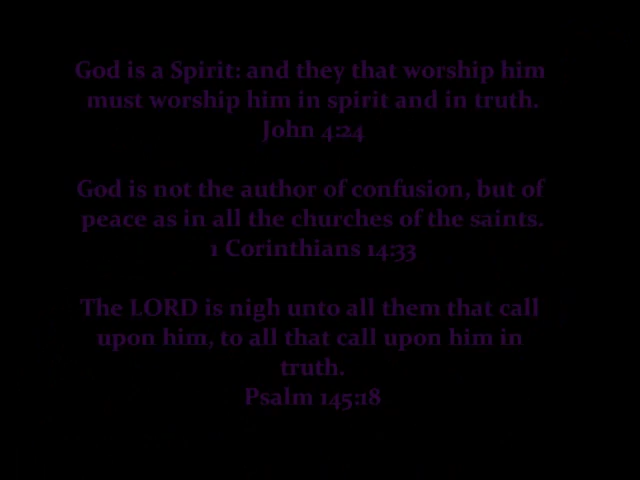 God is a Spirit: and they that worship him
must worship him in spirit and in truth.
John 4:24
God is not the author of confusion, but of
peace as in all the churches of the saints.
1 Corinthians 14:33
The LORD is nigh unto all them that call
upon him, to all that call upon him in
truth.
Psalm 145:18